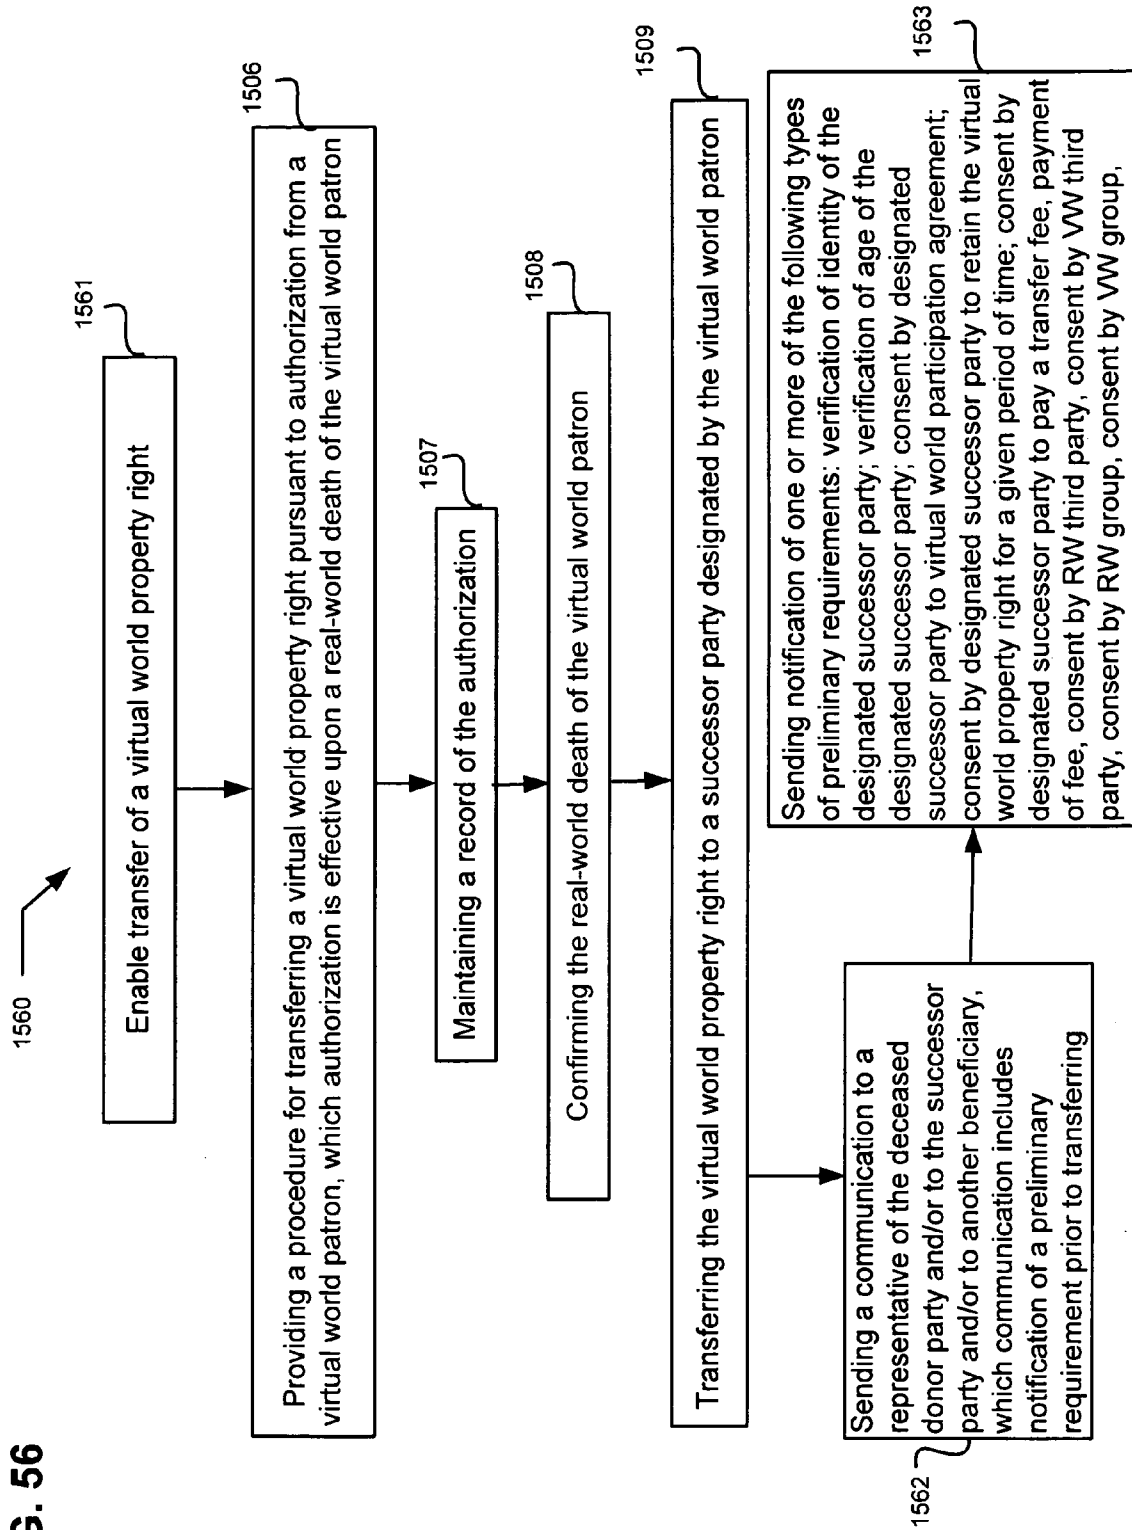 G. 56
1560
1561
Enable transfer of a virtual world property right
1506
Providing a procedure for transferring a virtual world property right pursuant to authorization from a
virtual world patron, which authorization is effective upon a real-world death of the virtual world patron
1507
Maintaining a record of the authorization
1508
Confirming the real-world death of the virtual world patron
1509
Transferring the virtual world property right to a successor party designated by the virtual world patron
1562
Sending a communication to a
representative of the deceased
donor party and/or to the successor
party and/or to another beneficiary,
which communication includes
notification of a preliminary
requirement prior to transferring
1563
Sending notification of one or more of the following types
of preliminary requirements: verification of identity of the
designated successor party; verification of age of the
designated successor party; consent by designated
successor party to virtual world participation agreement;
consent by designated successor party to retain the virtual
world property right for a given period of time; consent by
designated successor party to pay a transfer fee, payment
of fee, consent by RW third party, consent by VW third
party, consent by RW group, consent by VW group,